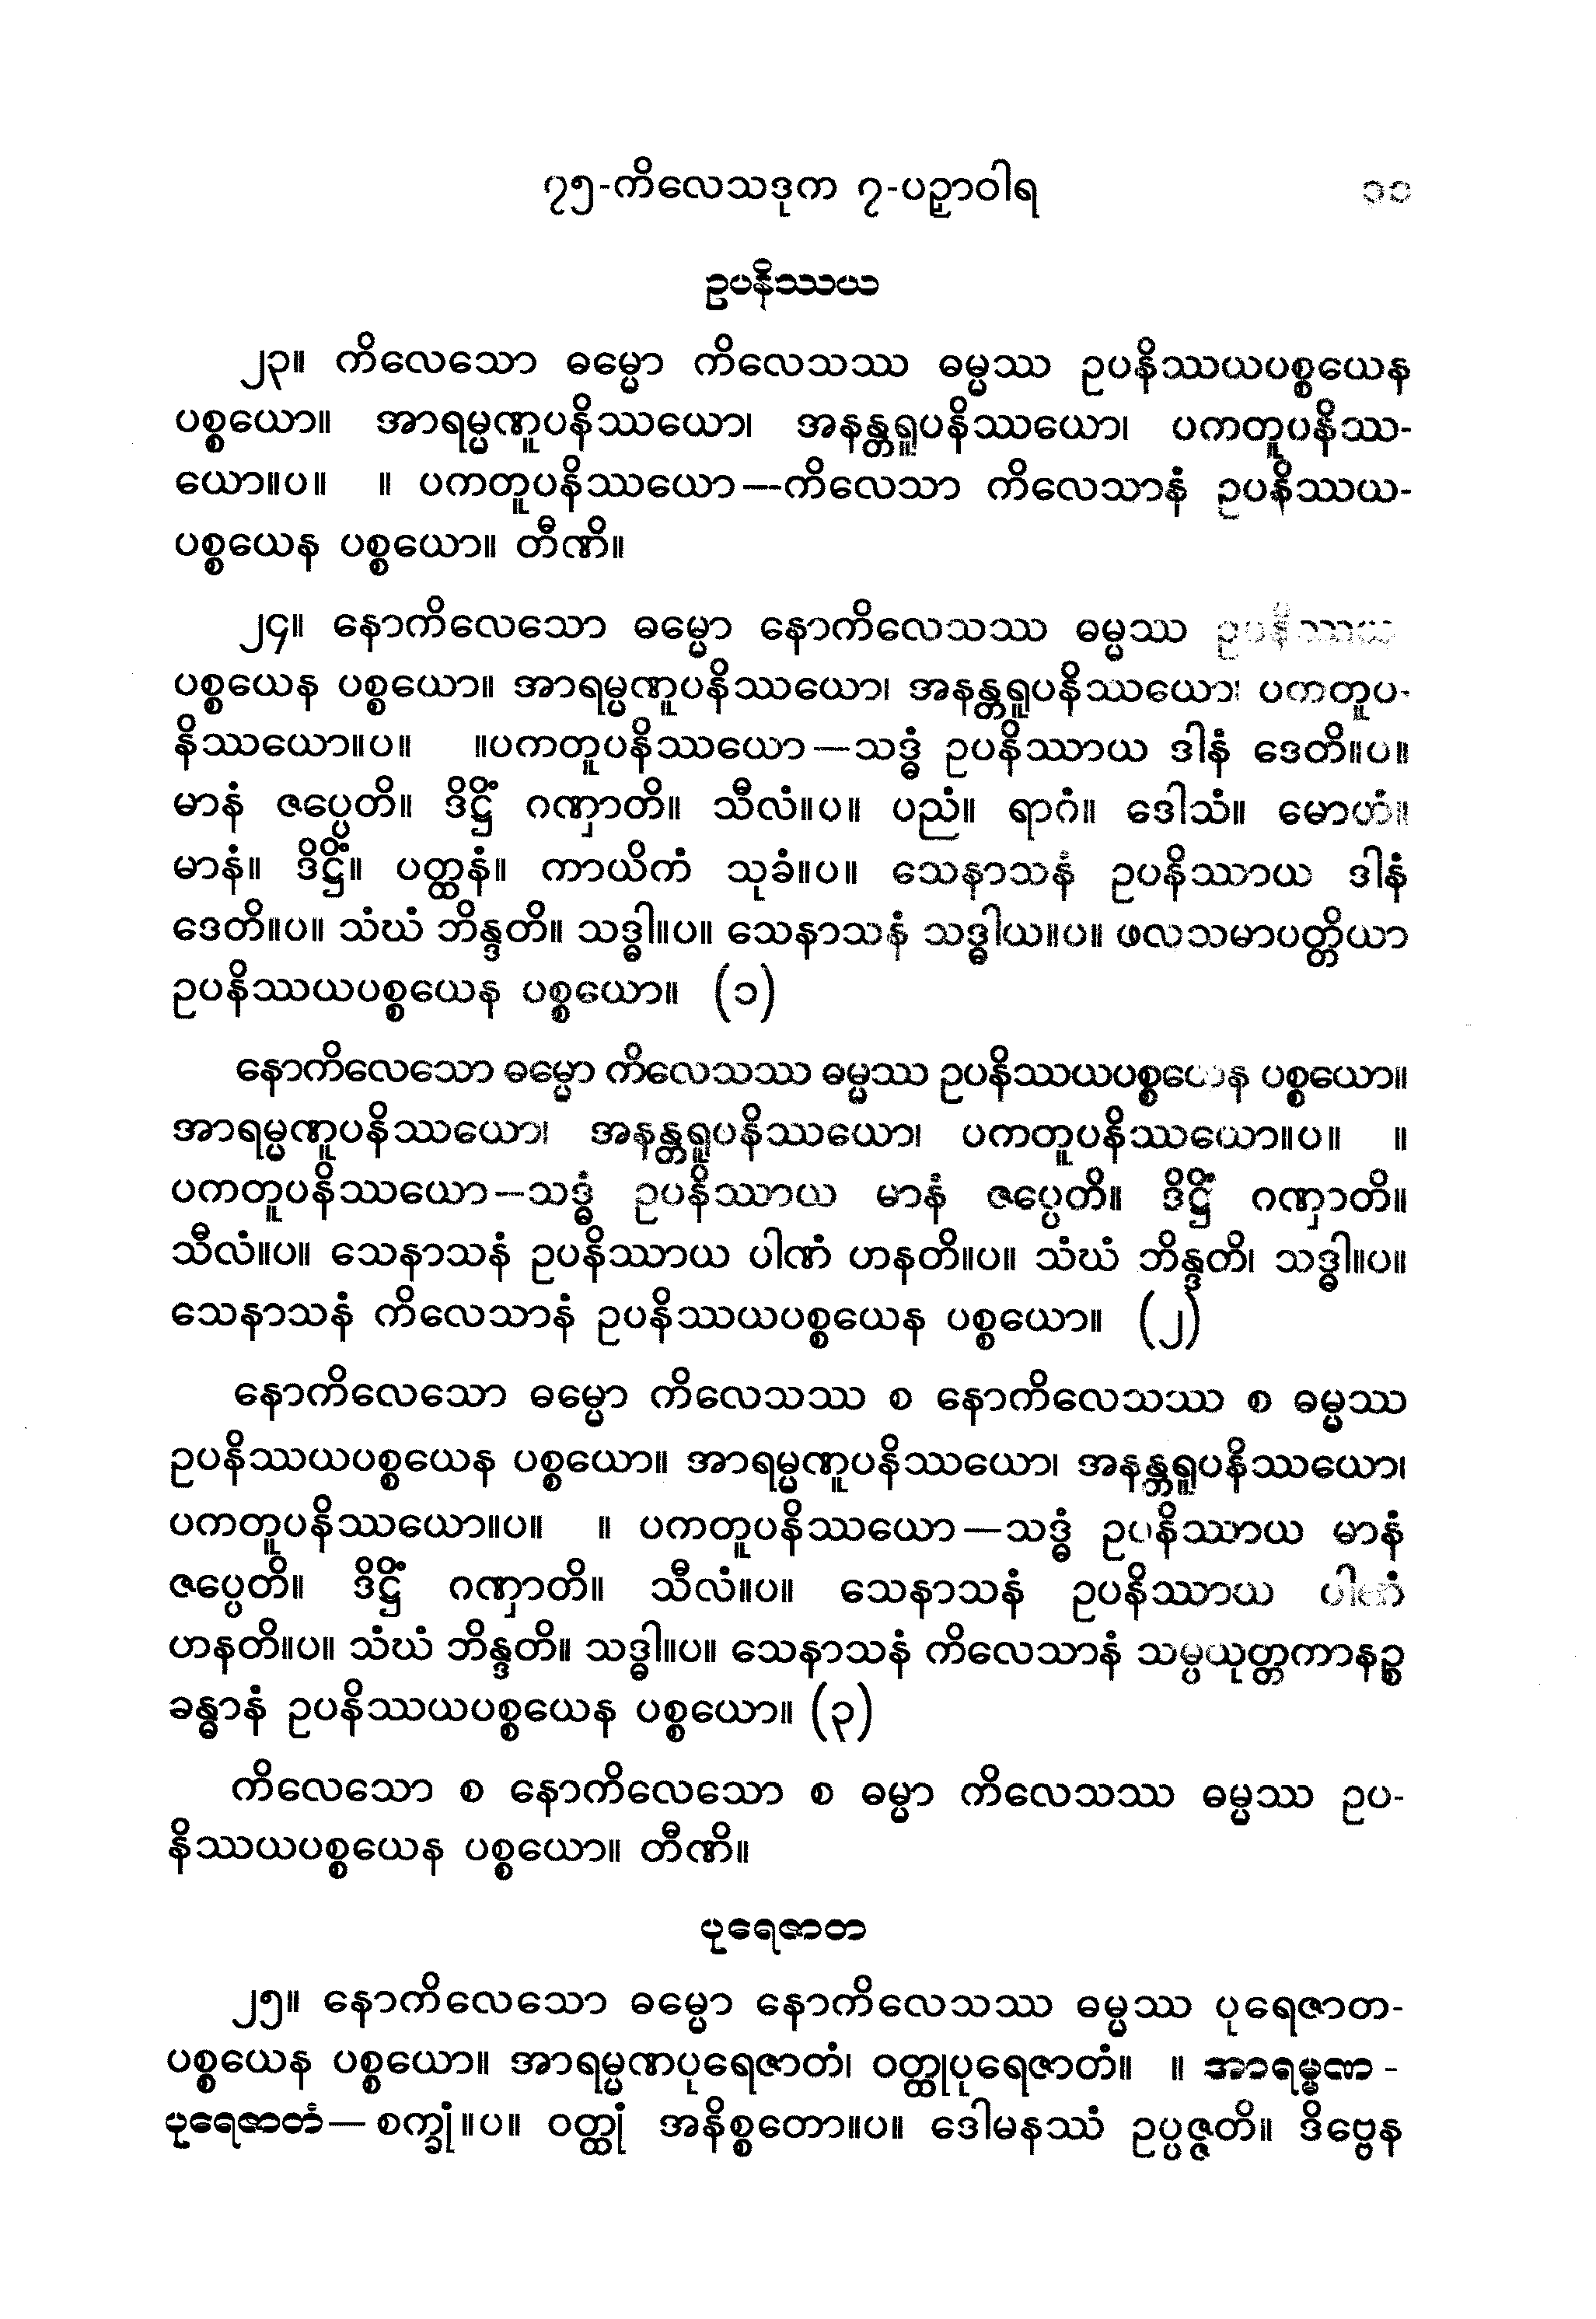 ၇၅-ကိလေသဒုက ၇-ပဉှာဝါရ ၁၁
ဥပနိဿယ
၂၃။ ကိလေသော ဓမ္မော ကိလေသဿ ဓမ္မဿ ဥပနိဿယပစ္စယေန
ပစ္စယော။ အာရမ္မဏူပနိဿယော၊ အနန္တရူပနိဿယော၊ ပကတူပနိဿ-
ယော။ပ။ ။ ပကတူပနိဿယော—ကိလေသာ ကိလေသာနံ ဥပနိဿယ-
ပစ္စယေန ပစ္စယော။ တီဏိ။
၂၄။ နောကိလေသော ဓမ္မော နောကိလေသဿ ဓမ္မဿ ဥပနိဿယ
ပစ္စယေန ပစ္စယော။ အာရမ္မဏူပနိဿယော၊ အနန္တရူပနိဿယော၊ ပကတူပ-
နိဿယော။ပ။ ။ပကတူပနိဿယော—သဒ္ဓံ ဥပနိဿာယ ဒါနံ ဒေတိ။ပ။
မာနံ ဇပ္ပေတိ။ ဒိဋ္ဌိံ ဂဏှာတိ။ သီလံ။ပ။ ပညံ။ ရာဂံ။ ဒေါသံ။ မောဟံ။
မာနံ။ ဒိဋ္ဌိံ။ ပတ္ထနံ။ ကာယိကံ သုခံ။ပ။ သေနာသနံ ဥပနိဿာယ ဒါနံ
ဒေတိ။ပ။ သံဃံ ဘိန္ဒတိ။ သဒ္ဓါ။ပ။ သေနာသနံ သဒ္ဓါယ။ပ။ ဖလသမာပတ္တိယာ
ဥပနိဿယပစ္စယေန ပစ္စယော။ (၁)
နောကိလေသော ဓမ္မော ကိလေသဿ ဓမ္မဿ ဥပနိဿယပစ္စယေန ပစ္စယော။
အာရမ္မဏူပနိဿယော၊ အနန္တရူပနိဿယော၊ ပကတူပနိဿယော။ပ။ ။
ပကတူပနိဿယော—သဒ္ဓံ ဥပနိဿာယ မာနံ ဇပ္ပေတိ။ ဒိဋ္ဌိံ ဂဏှာတိ။
သီလံ။ပ။ သေနာသနံ ဥပနိဿာယ ပါဏံ ဟနတိ။ပ။ သံဃံ ဘိန္ဒတိ၊ သဒ္ဓါ။ပ။
သေနာသနံ ကိလေသာနံ ဥပနိဿယပစ္စယေန ပစ္စယော။ (၂)
နောကိလေသော ဓမ္မော ကိလေသဿ စ နောကိလေသဿ စ ဓမ္မဿ
ဥပနိဿယပစ္စယေန ပစ္စယော။ အာရမ္မဏူပနိဿယော၊ အနန္တရူပနိဿယော၊
ပကတူပနိဿယော။ပ။ ။ ပကတူပနိဿယော—သဒ္ဓံ ဥပနိဿာယ မာနံ
ဇပ္ပေတိ။ ဒိဋ္ဌိံ ဂဏှာတိ။ သီလံ။ပ။ သေနာသနံ ဥပနိဿာယ ပါဏံ
ဟနတိ။ပ။ သံဃံ ဘိန္ဒတိ။ သဒ္ဓါ။ပ။ သေနာသနံ ကိလေသာနံ သမ္ပယုတ္တကာနဉ္စ
ခန္ဓာနံ ဥပနိဿယပစ္စယေန ပစ္စယော။ (၃)
ကိလေသော စ နောကိလေသော စ ဓမ္မာ ကိလေသဿ ဓမ္မဿ ဥပ-
နိဿယပစ္စယေန ပစ္စယော။ တီဏိ။
ပုရေဇာတ
၂၅။ နောကိလေသော ဓမ္မော နောကိလေသဿ ဓမ္မဿ ပုရေဇာတ-
ပစ္စယေန ပစ္စယော။ အာရမ္မဏပုရေဇာတံ၊ ဝတ္ထုပုရေဇာတံ။ ။ အာရမ္မဏ-
ပုရေဇာတံ—စက္ခုံ။ပ။ ဝတ္ထုံ အနိစ္စတော။ပ။ ဒေါမနဿံ ဥပ္ပဇ္ဇတိ။ ဒိဗ္ဗေန